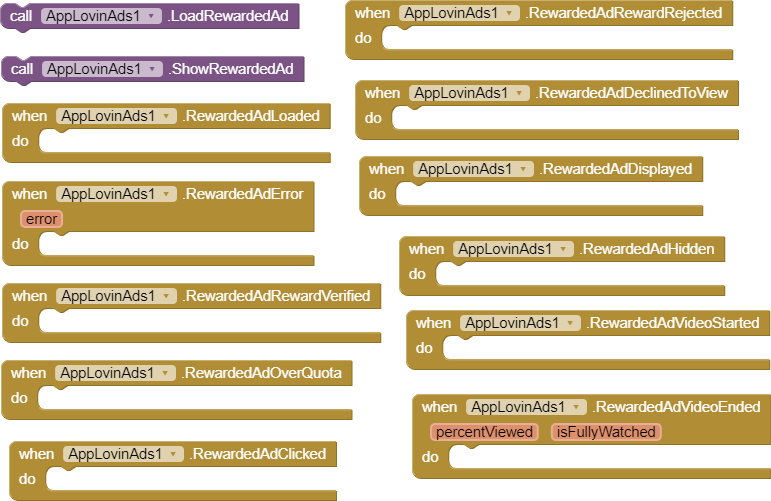 call AppLovinAds1 .LoadRewardedAd
call AppLovinAds1 .ShowRewardedAd
when AppLovinAds1 .RewardedAdLoaded
do
when AppLovinAds1 .RewardedAdError
error
do
when AppLovinAds1 .RewardedAdRewardVerified
do
when AppLovinAds1 .RewardedAdOverQuota
do
when AppLovinAds1 .RewardedAdClicked
do
when AppLovinAds1 .RewardedAdRewardRejected
do
when AppLovinAds1 .RewardedAdDeclinedToView
do
when AppLovinAds1 .RewardedAdDisplayed
do
when AppLovinAds1 .RewardedAdHidden
do
when AppLovinAds1 .RewardedAdVideoStarted
do
when AppLovinAds1 .RewardedAdVideoEnded
percentViewed isFullyWatched
do